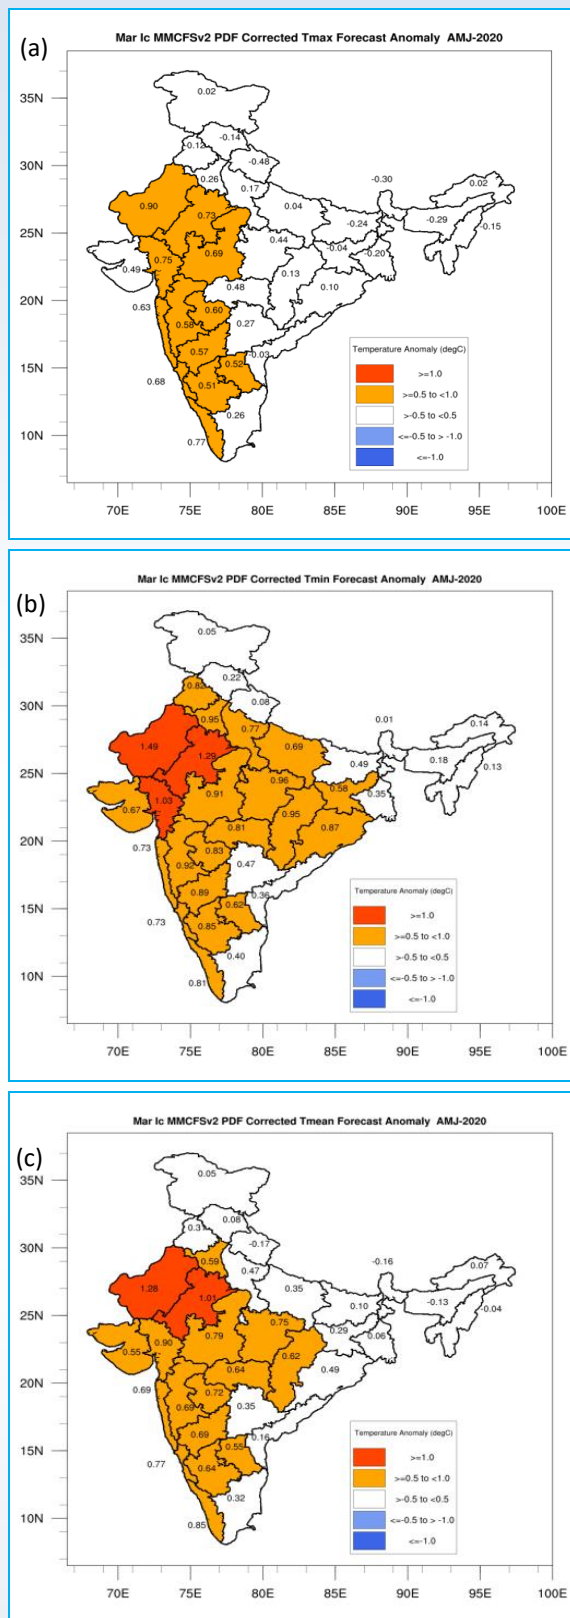 Mar Ic MMCFSv2 PDF Corrected Tmax Forecast Anomaly AMJ-2020
(a)
35N
0.02
-0.14
-0.12
30N
-0.48
0.26
0.17
-0.30
0.02
0.90
0.73
0.04
-0.24
-0.29
-0.15
25N
0.44
-0.04
-0.20
0.75
0.69
0.49
0.13
0.10
20N
0.48
0.63
0.60
0.58
0.27
0.57
-0.03
15N
0.52
0.68
0.51
0.26
10N
0.77
Temperature Anomaly (degC)
>=1.0
>=0.5 to <1.0
>-0.5 to <0.5
<=-0.5 to > -1.0
<=-1.0
70E 75E 80E 85E 90E 95E 100E
Mar Ic MMCFSv2 PDF Corrected Tmin Forecast Anomaly AMJ-2020
(b)
35N
0.05
0.22
0.82
30N
0.08
0.95
0.77
0.01
0.14
1.49
1.29
0.69
0.49
0.18
0.13
25N
0.96
0.58
0.35
1.03
0.91
0.67
0.95
0.87
20N
0.81
0.73
0.83
0.92
0.47
0.89
0.36
15N
0.62
0.73
0.85
0.40
10N
0.81
Temperature Anomaly (degC)
>=1.0
>=0.5 to <1.0
>-0.5 to <0.5
<=-0.5 to > -1.0
<=-1.0
70E 75E 80E 85E 90E 95E 100E
Mar Ic MMCFSv2 PDF Corrected Tmean Forecast Anomaly AMJ-2020
(c)
35N
0.05
0.08
30N
-0.17
0.59
0.47
-0.16
0.07
1.28
1.01
0.35
0.10
-0.13
-0.04
25N
0.75
0.29
0.06
0.90
0.79
0.55
0.62
0.49
20N
0.64
0.69
0.72
0.69
0.35
0.69
0.16
15N
0.55
0.77
0.64
0.32
10N
0.85
Temperature Anomaly (degC)
>=1.0
>=0.5 to <1.0
>-0.5 to <0.5
<=-0.5 to > -1.0
<=-1.0
70E 75E 80E 85E 90E 95E 100E